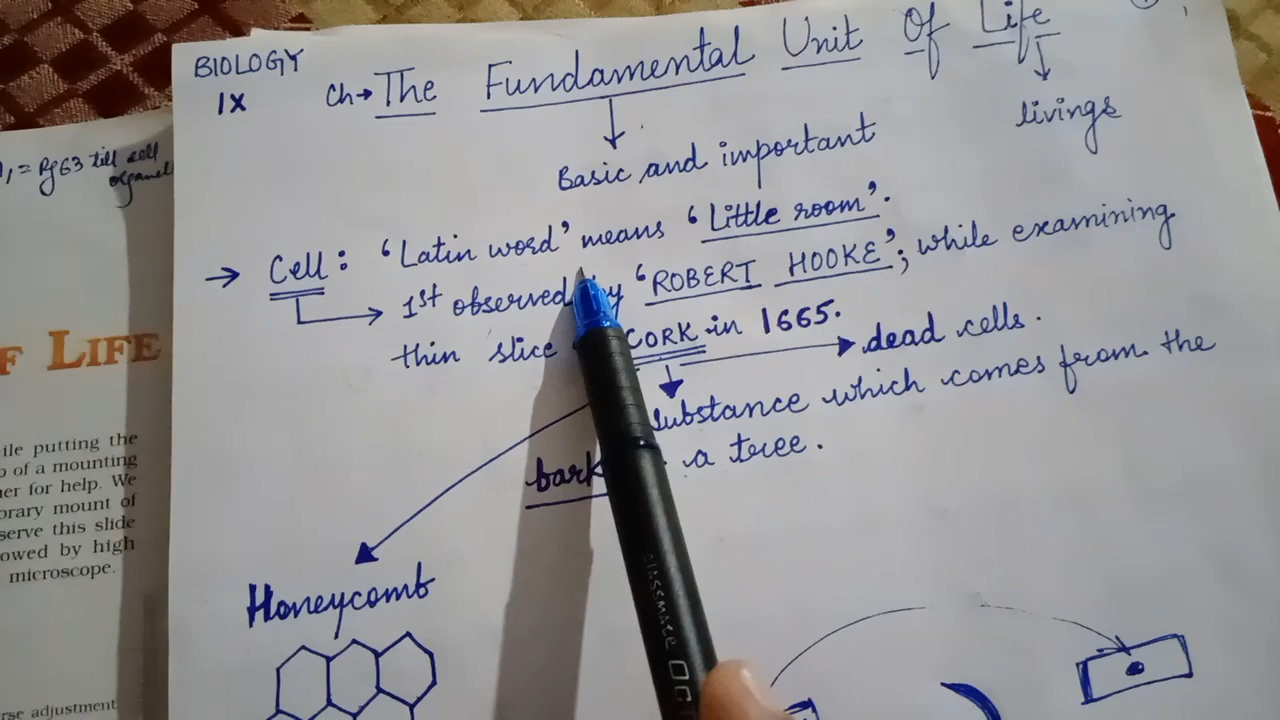 BIOLOGY
IX
Ch→ The Fundamental Unit Of Life
livings
Basic and important
→ Cell: 'Latin word' means 'Little room'.
→ 1st observed by 'ROBERT HOOKE'; while examining
thin slice CORK in 1665.
→ dead cells.
substance which comes from the
bark a tree.
Honeycomb
= Pg 63 till cell
F LIFE
ile putting the
of a mounting
er for help. We
orary mount of
serve this slide
owed by high
microscope.
rse adjustment
CLASSMATE OC